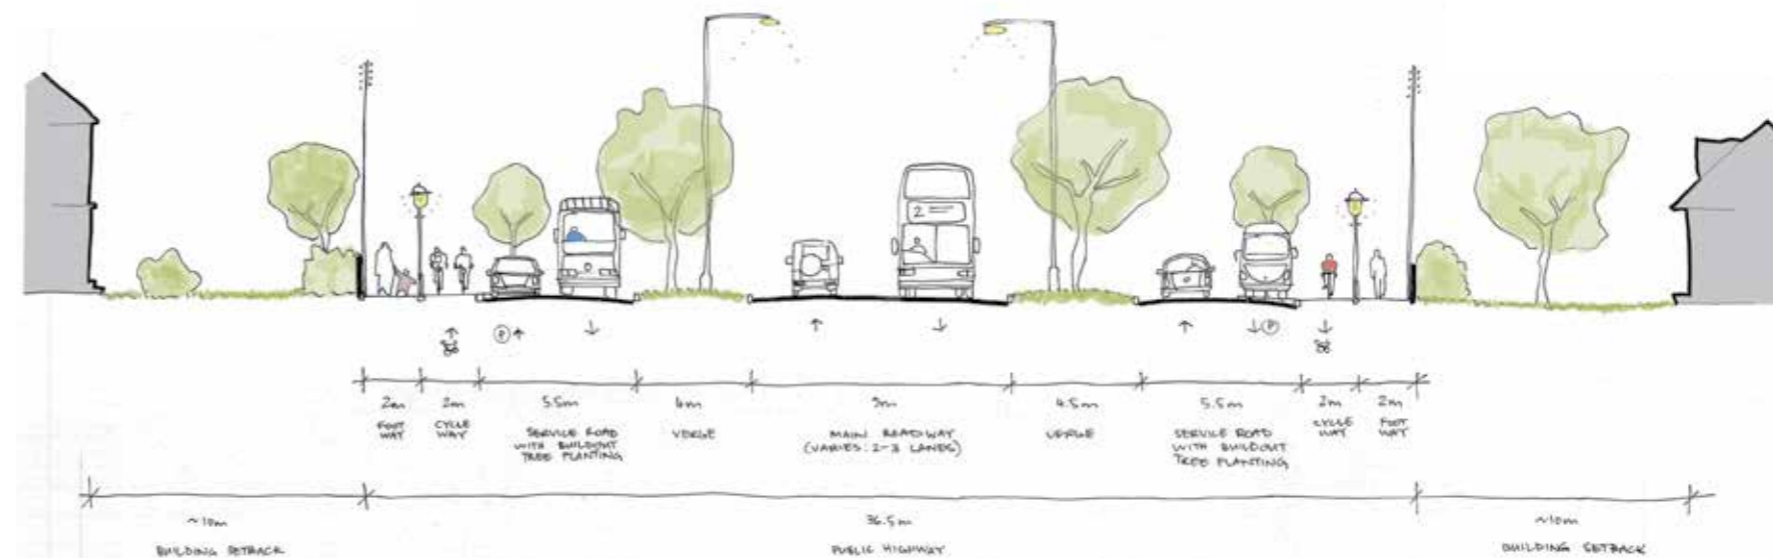 2
P
P
2m
FOOT
WAY
2m
CYCLE
WAY
5.5m
SERVICE ROAD
WITH BUILDOUT
TREE PLANTING
4m
VERGE
9m
MAIN ROADWAY
(VARIES: 2-3 LANES)
4.5m
VERGE
5.5m
SERVICE ROAD
WITH BUILDOUT
TREE PLANTING
2m
CYCLE
WAY
2m
FOOT
WAY
~10m
BUILDING SETBACK
36.5m
PUBLIC HIGHWAY
~10m
BUILDING SETBACK